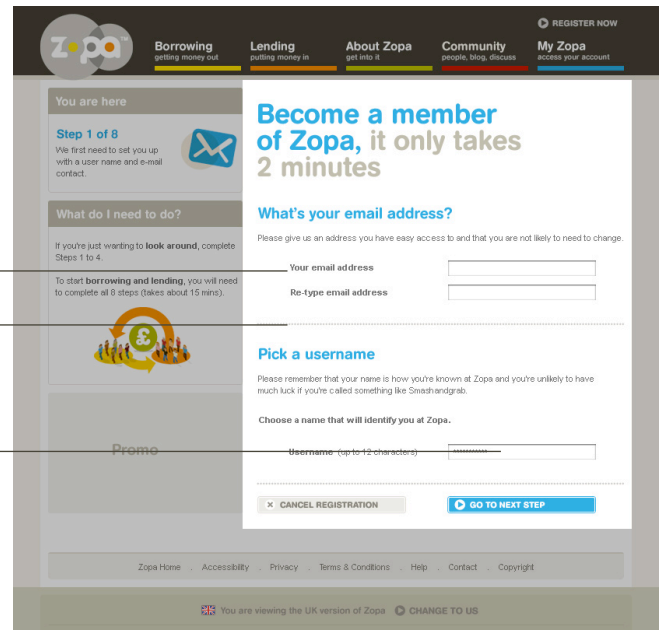 REGISTER NOW
Zopa™
Borrowing
getting money out
Lending
putting money in
About Zopa
get into it
Community
people, blog, discuss
My Zopa
access your account
You are here
Step 1 of 8
We first need to set you up
with a user name and e-mail
contact.
What do I need to do?
If you're just wanting to look around, complete
Steps 1 to 4.
To start borrowing and lending, you will need
to complete all 8 steps (takes about 15 mins).
£
Promo
Become a member
of Zopa, it only takes
2 minutes
What's your email address?
Please give us an address you have easy access to and that you are not likely to need to change.
Your email address
Re-type email address
Pick a username
Please remember that your name is how you're known at Zopa and you're unlikely to have
much luck if you're called something like Smashandgrab.
Choose a name that will identify you at Zopa.
Username (up to 12 characters)
************
CANCEL REGISTRATION
GO TO NEXT STEP
Zopa Home . Accessibility . Privacy . Terms & Conditions . Help . Contact . Copyright
You are viewing the UK version of Zopa CHANGE TO US